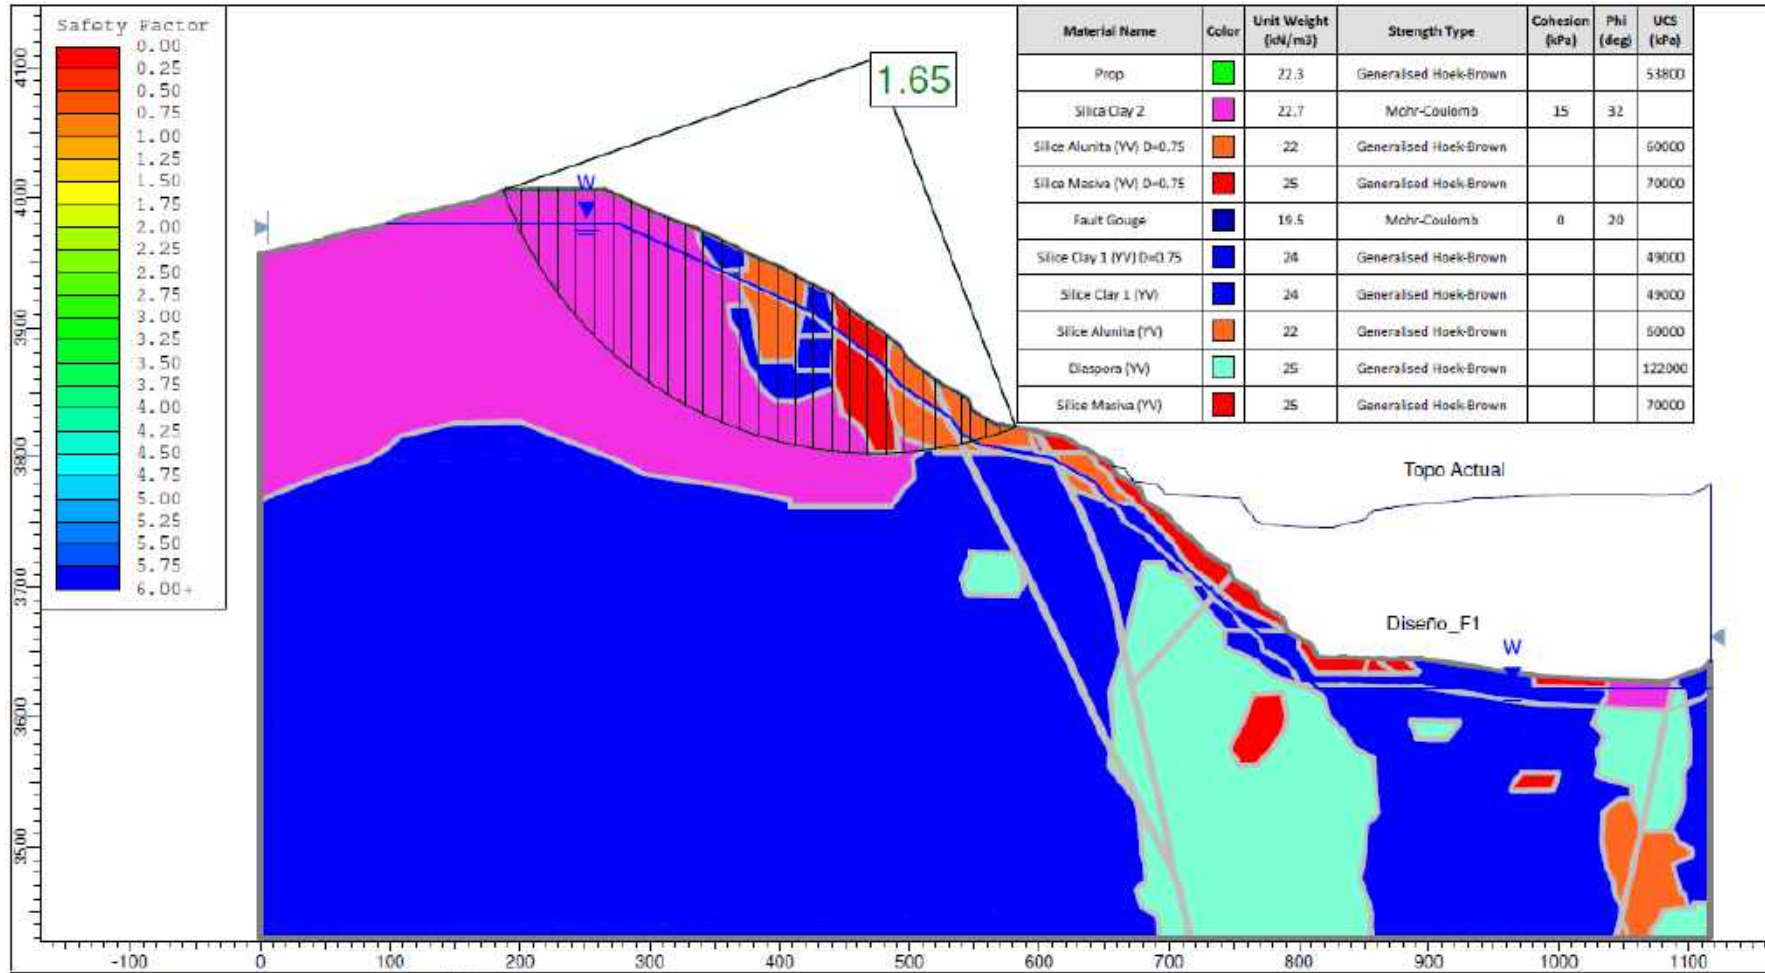 Safety Factor
0.00
0.25
0.50
0.75
1.00
1.25
1.50
1.75
2.00
2.25
2.50
2.75
3.00
3.25
3.50
3.75
4.00
4.25
4.50
4.75
5.00
5.25
5.50
5.75
6.00+
1.65
Material Name Color Unit Weight (kN/m3) Strength Type Cohesion (kPa) Phi (deg) UCS (kPa)
Prop 22.3 Generalised Hoek-Brown 53800
Silica Clay 2 22.7 Mohr-Coulomb 15 32
Silice Alunita (YV) D=0.75 22 Generalised Hoek-Brown 60000
Silice Masiva (YV) D=0.75 25 Generalised Hoek-Brown 70000
Fault Gouge 19.5 Mohr-Coulomb 0 20
Silice Clay 1 (YV) D=0.75 24 Generalised Hoek-Brown 49000
Silice Clay 1 (YV) 24 Generalised Hoek-Brown 49000
Silice Alunita (YV) 22 Generalised Hoek-Brown 60000
Diaspora (YV) 25 Generalised Hoek-Brown 122000
Silice Masiva (YV) 25 Generalised Hoek-Brown 70000
W
Topo Actual
Diseño_F1
W
4100
4000
3900
3800
3700
3600
3500
-100 0 100 200 300 400 500 600 700 800 900 1000 1100